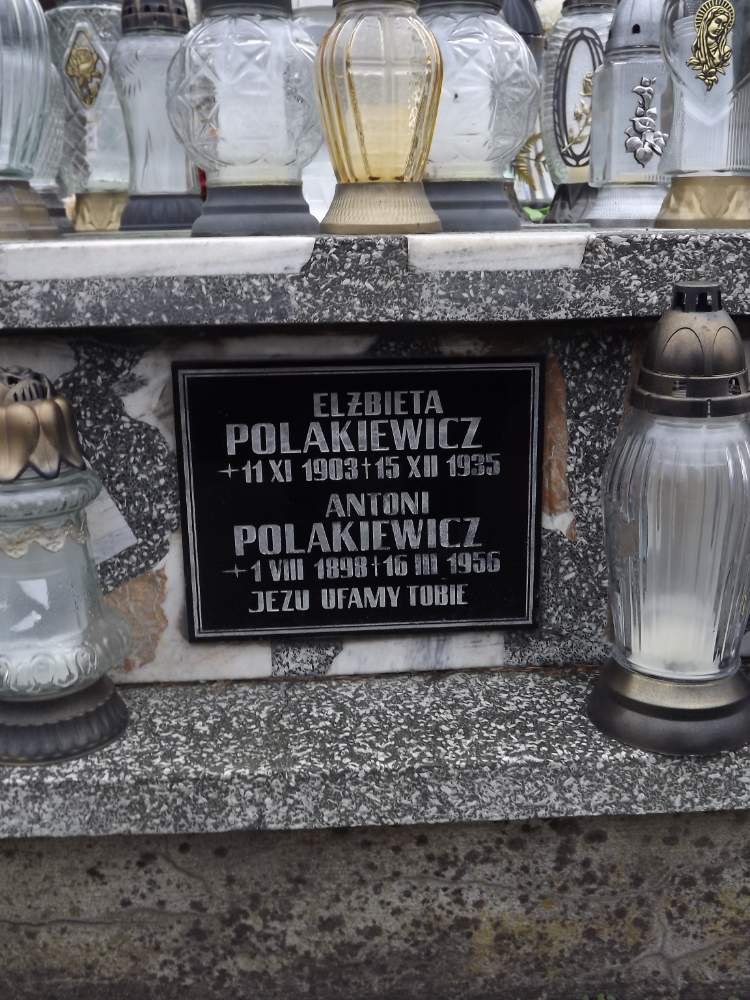 ELŻBIETA
POLAKIEWICZ
+11 XI 1903 † 15 XII 1935
ANTONI
POLAKIEWICZ
+1 VIII 1898 † 16 III 1956
JEZU UFAMY TOBIE